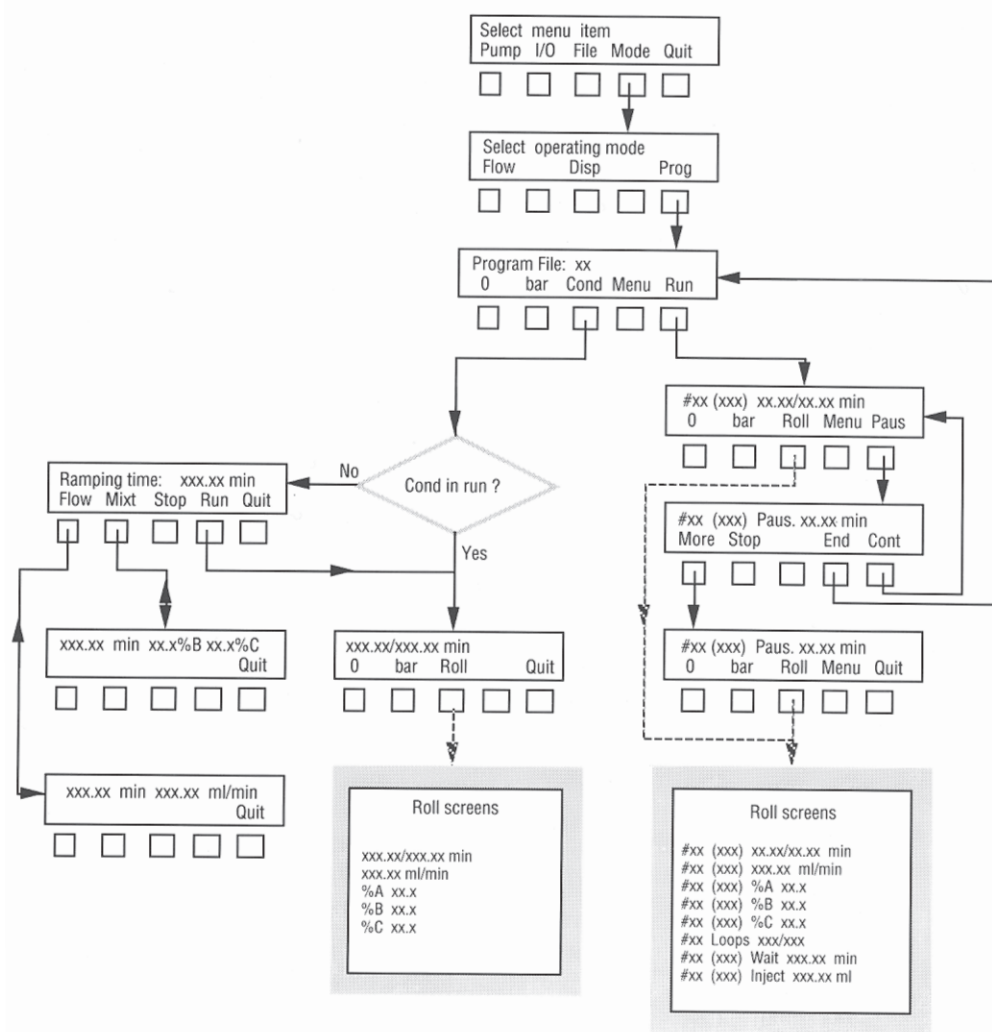 Select menu item
Pump I/O File Mode Quit
Select operating mode
Flow Disp Prog
Program File: xx
0 bar Cond Menu Run
#xx (xxx) xx.xx/xx.xx min
0 bar Roll Menu Paus
Ramping time: xxx.xx min
Flow Mixt Stop Run Quit
No
Cond in run ?
Yes
#xx (xxx) Paus. xx.xx min
More Stop End Cont
xxx.xx min xx.x%B xx.x%C
Quit
xxx.xx/xxx.xx min
0 bar Roll Quit
#xx (xxx) Paus. xx.xx min
0 bar Roll Menu Quit
xxx.xx min xxx.xx ml/min
Quit
Roll screens
xxx.xx/xxx.xx min
xxx.xx ml/min
%A xx.x
%B xx.x
%C xx.x
Roll screens
#xx (xxx) xx.xx/xx.xx min
#xx (xxx) xxx.xx ml/min
#xx (xxx) %A xx.x
#xx (xxx) %B xx.x
#xx (xxx) %C xx.x
#xx Loops xxx/xxx
#xx (xxx) Wait xxx.xx min
#xx (xxx) Inject xxx.xx ml